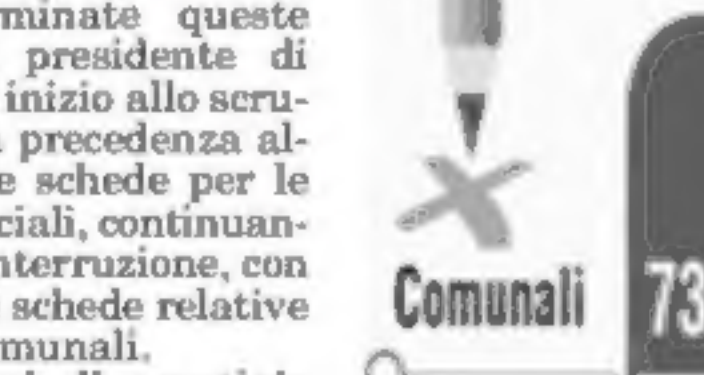 minate queste
presidente di
inizio allo scru-
precedenza al-
e schede per le
ciali, continuan-
nterruzione, con
schede relative
munali.
Comunali
73